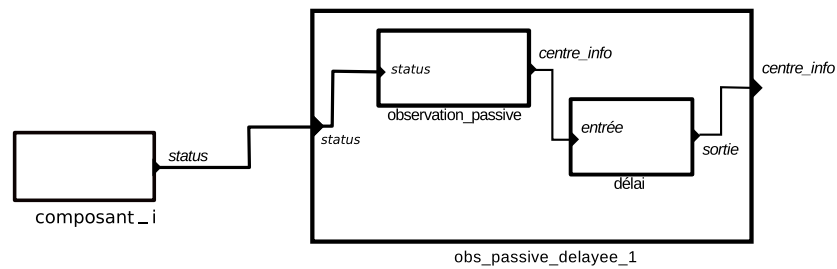 centre_info
centre_info
status
observation_passive
entrée
status
status
sortie
délai
composant_i
obs_passive_delayee_1